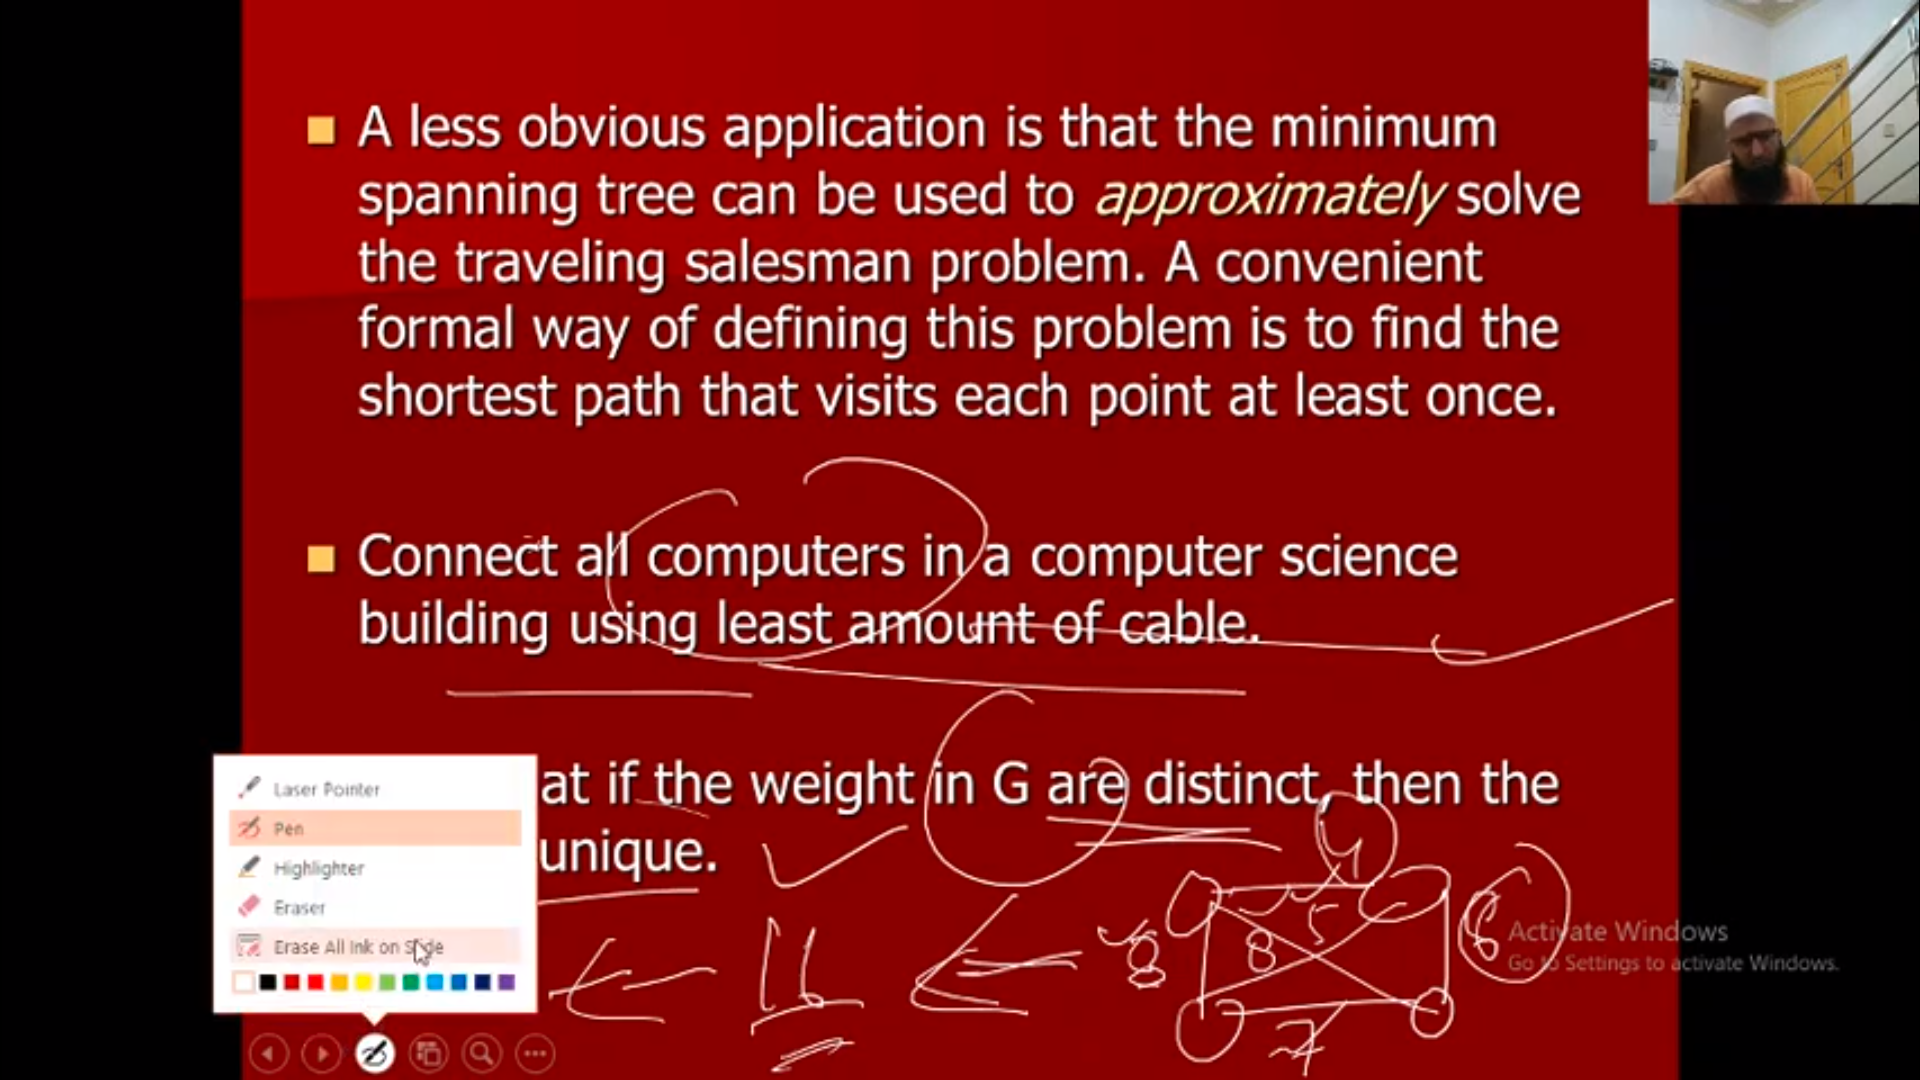 A less obvious application is that the minimum
spanning tree can be used to approximately solve
the traveling salesman problem. A convenient
formal way of defining this problem is to find the
shortest path that visits each point at least once.
Connect all computers in a computer science
building using least amount of cable.
at if the weight in G are distinct, then the
unique.
Laser Pointer
Pen
Highlighter
Eraser
Erase All Ink on Slide
4
5
8
8
7
Activate Windows
Go to Settings to activate Windows.